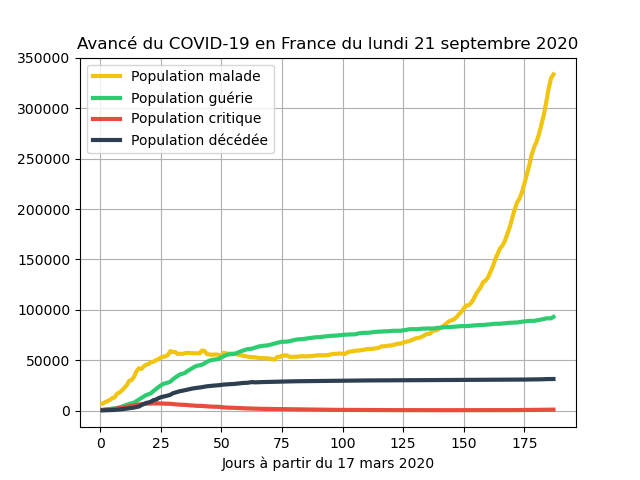 Avancé du COVID-19 en France du lundi 21 septembre 2020
350000
300000
250000
200000
150000
100000
50000
0
Population malade
Population guérie
Population critique
Population décédée
0 25 50 75 100 125 150 175
Jours à partir du 17 mars 2020